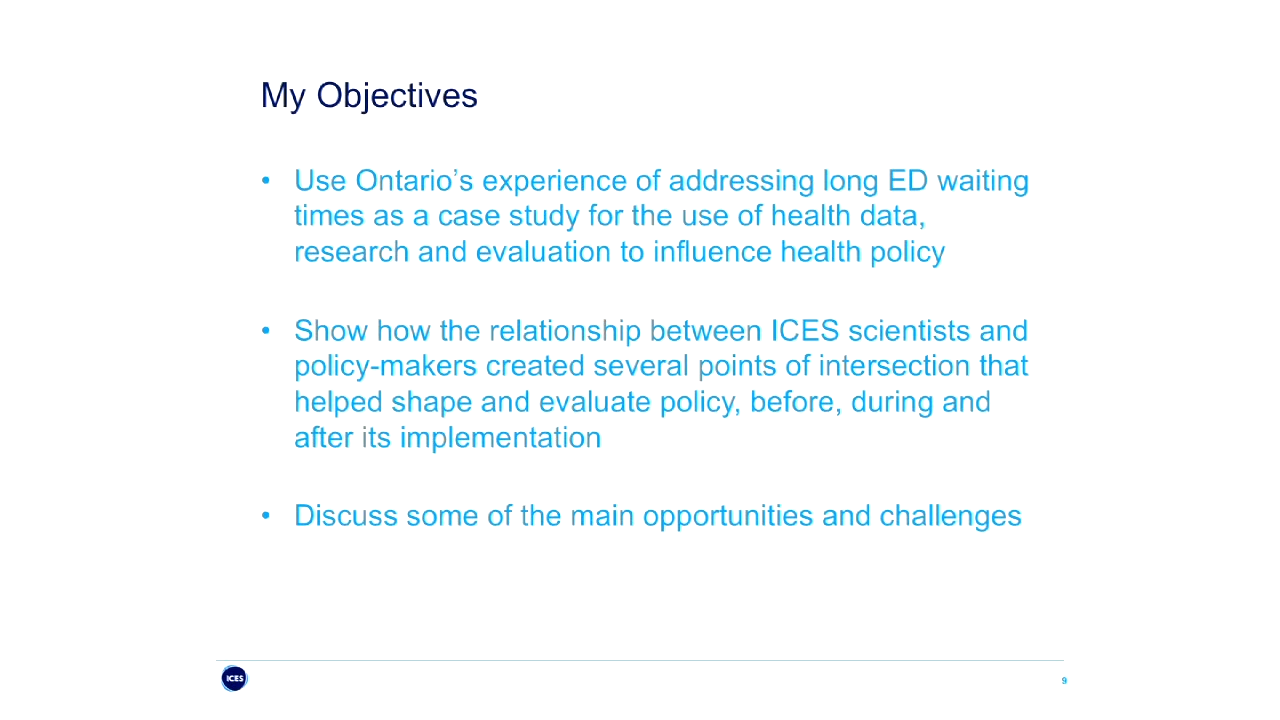 My Objectives
• Use Ontario’s experience of addressing long ED waiting
times as a case study for the use of health data,
research and evaluation to influence health policy
• Show how the relationship between ICES scientists and
policy-makers created several points of intersection that
helped shape and evaluate policy, before, during and
after its implementation
• Discuss some of the main opportunities and challenges
ICES
9